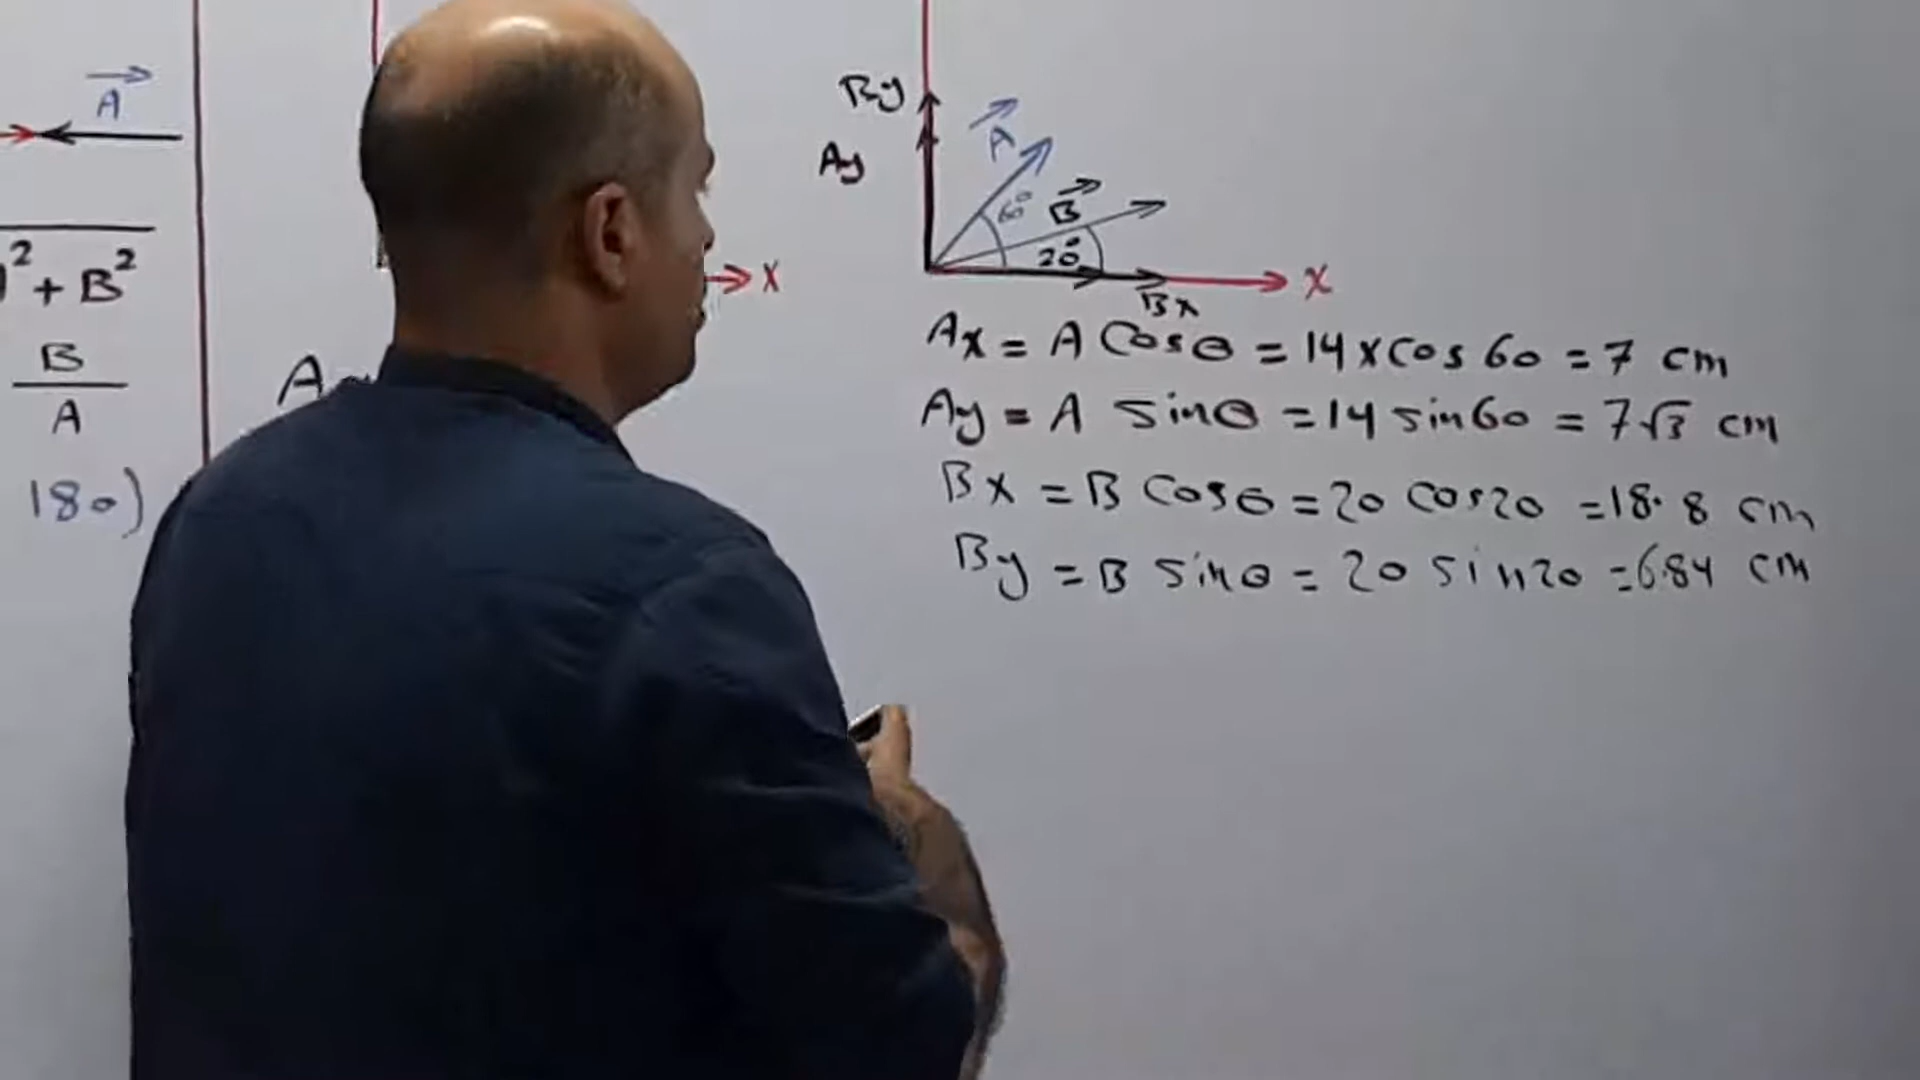 A
² + B²
B
A
180)
x
By
Ay
A
60°
B
20°
Bx
x
Ax = A Cosθ = 14 x cos 60 = 7 cm
Ay = A sinθ = 14 sin60 = 7√3 cm
Bx = B cosθ = 20 cos20 = 18.8 cm
By = B sinθ = 20 sin20 = 6.84 cm